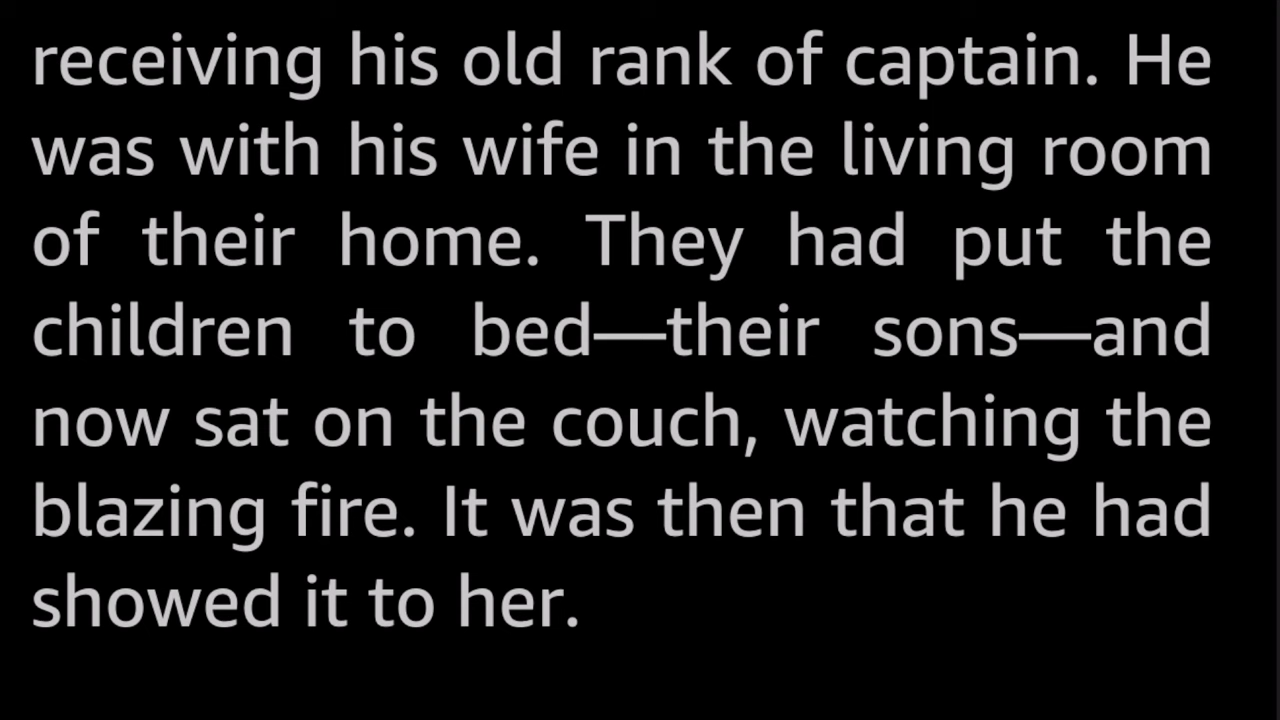 receiving his old rank of captain. He
was with his wife in the living room
of their home. They had put the
children to bed—their sons—and
now sat on the couch, watching the
blazing fire. It was then that he had
showed it to her.